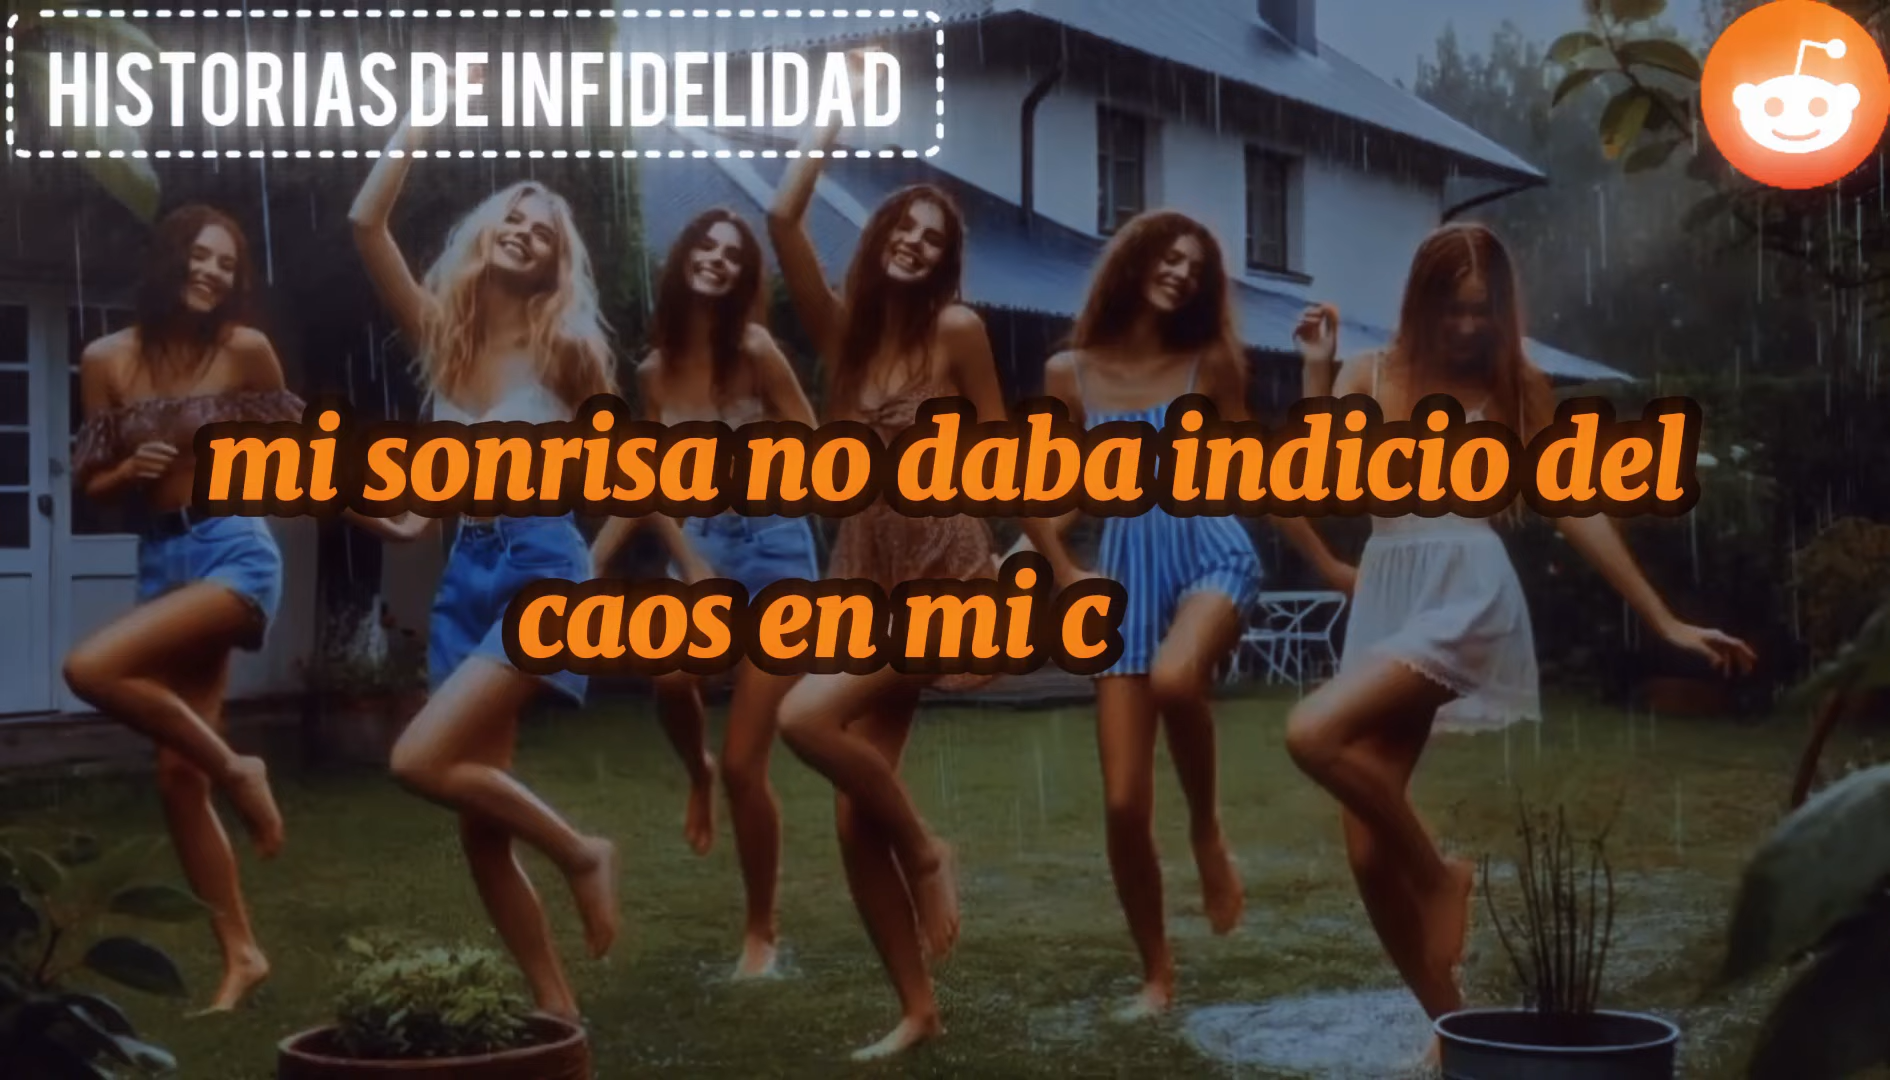 HISTORIAS DE INFIDELIDAD
mi sonrisa no daba indicio del
caos en mi c